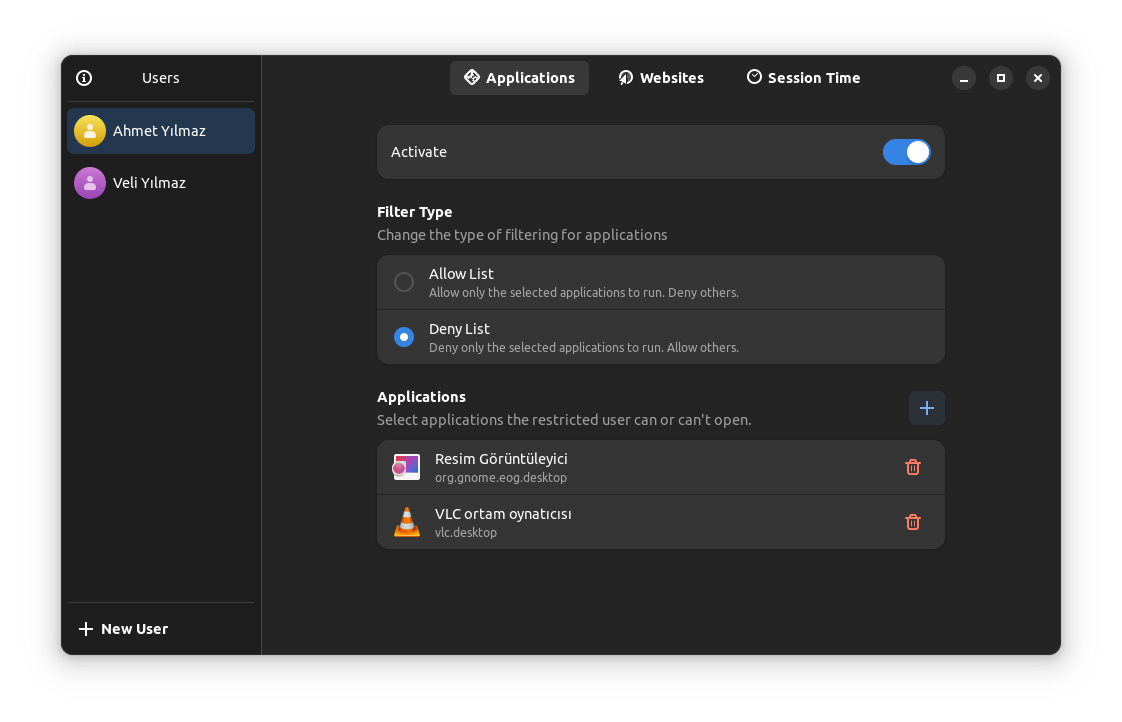 Users
Applications
Websites
Session Time
Ahmet Yılmaz
Veli Yılmaz
New User
Activate
Filter Type
Change the type of filtering for applications
Allow List
Allow only the selected applications to run. Deny others.
Deny List
Deny only the selected applications to run. Allow others.
Applications
Select applications the restricted user can or can't open.
Resim Görüntüleyici
org.gnome.eog.desktop
VLC ortam oynatıcısı
vlc.desktop